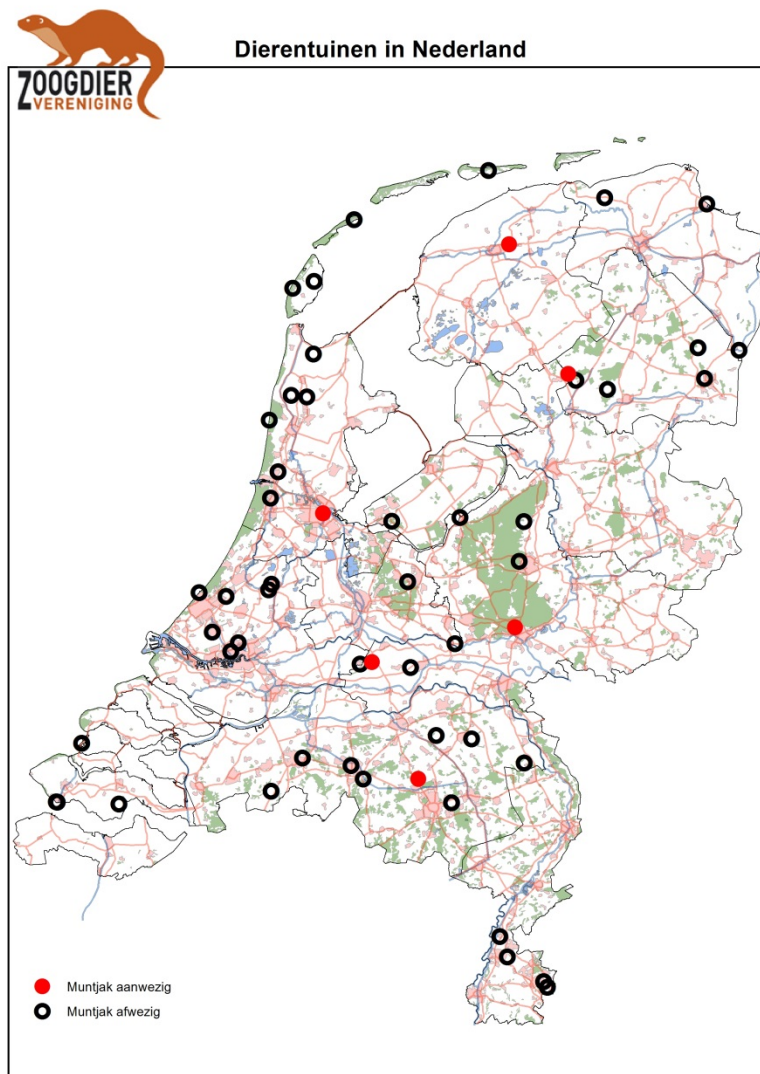 Dierentuinen in Nederland
ZOOGDIER
VERENIGING
Muntjak aanwezig
Muntjak afwezig